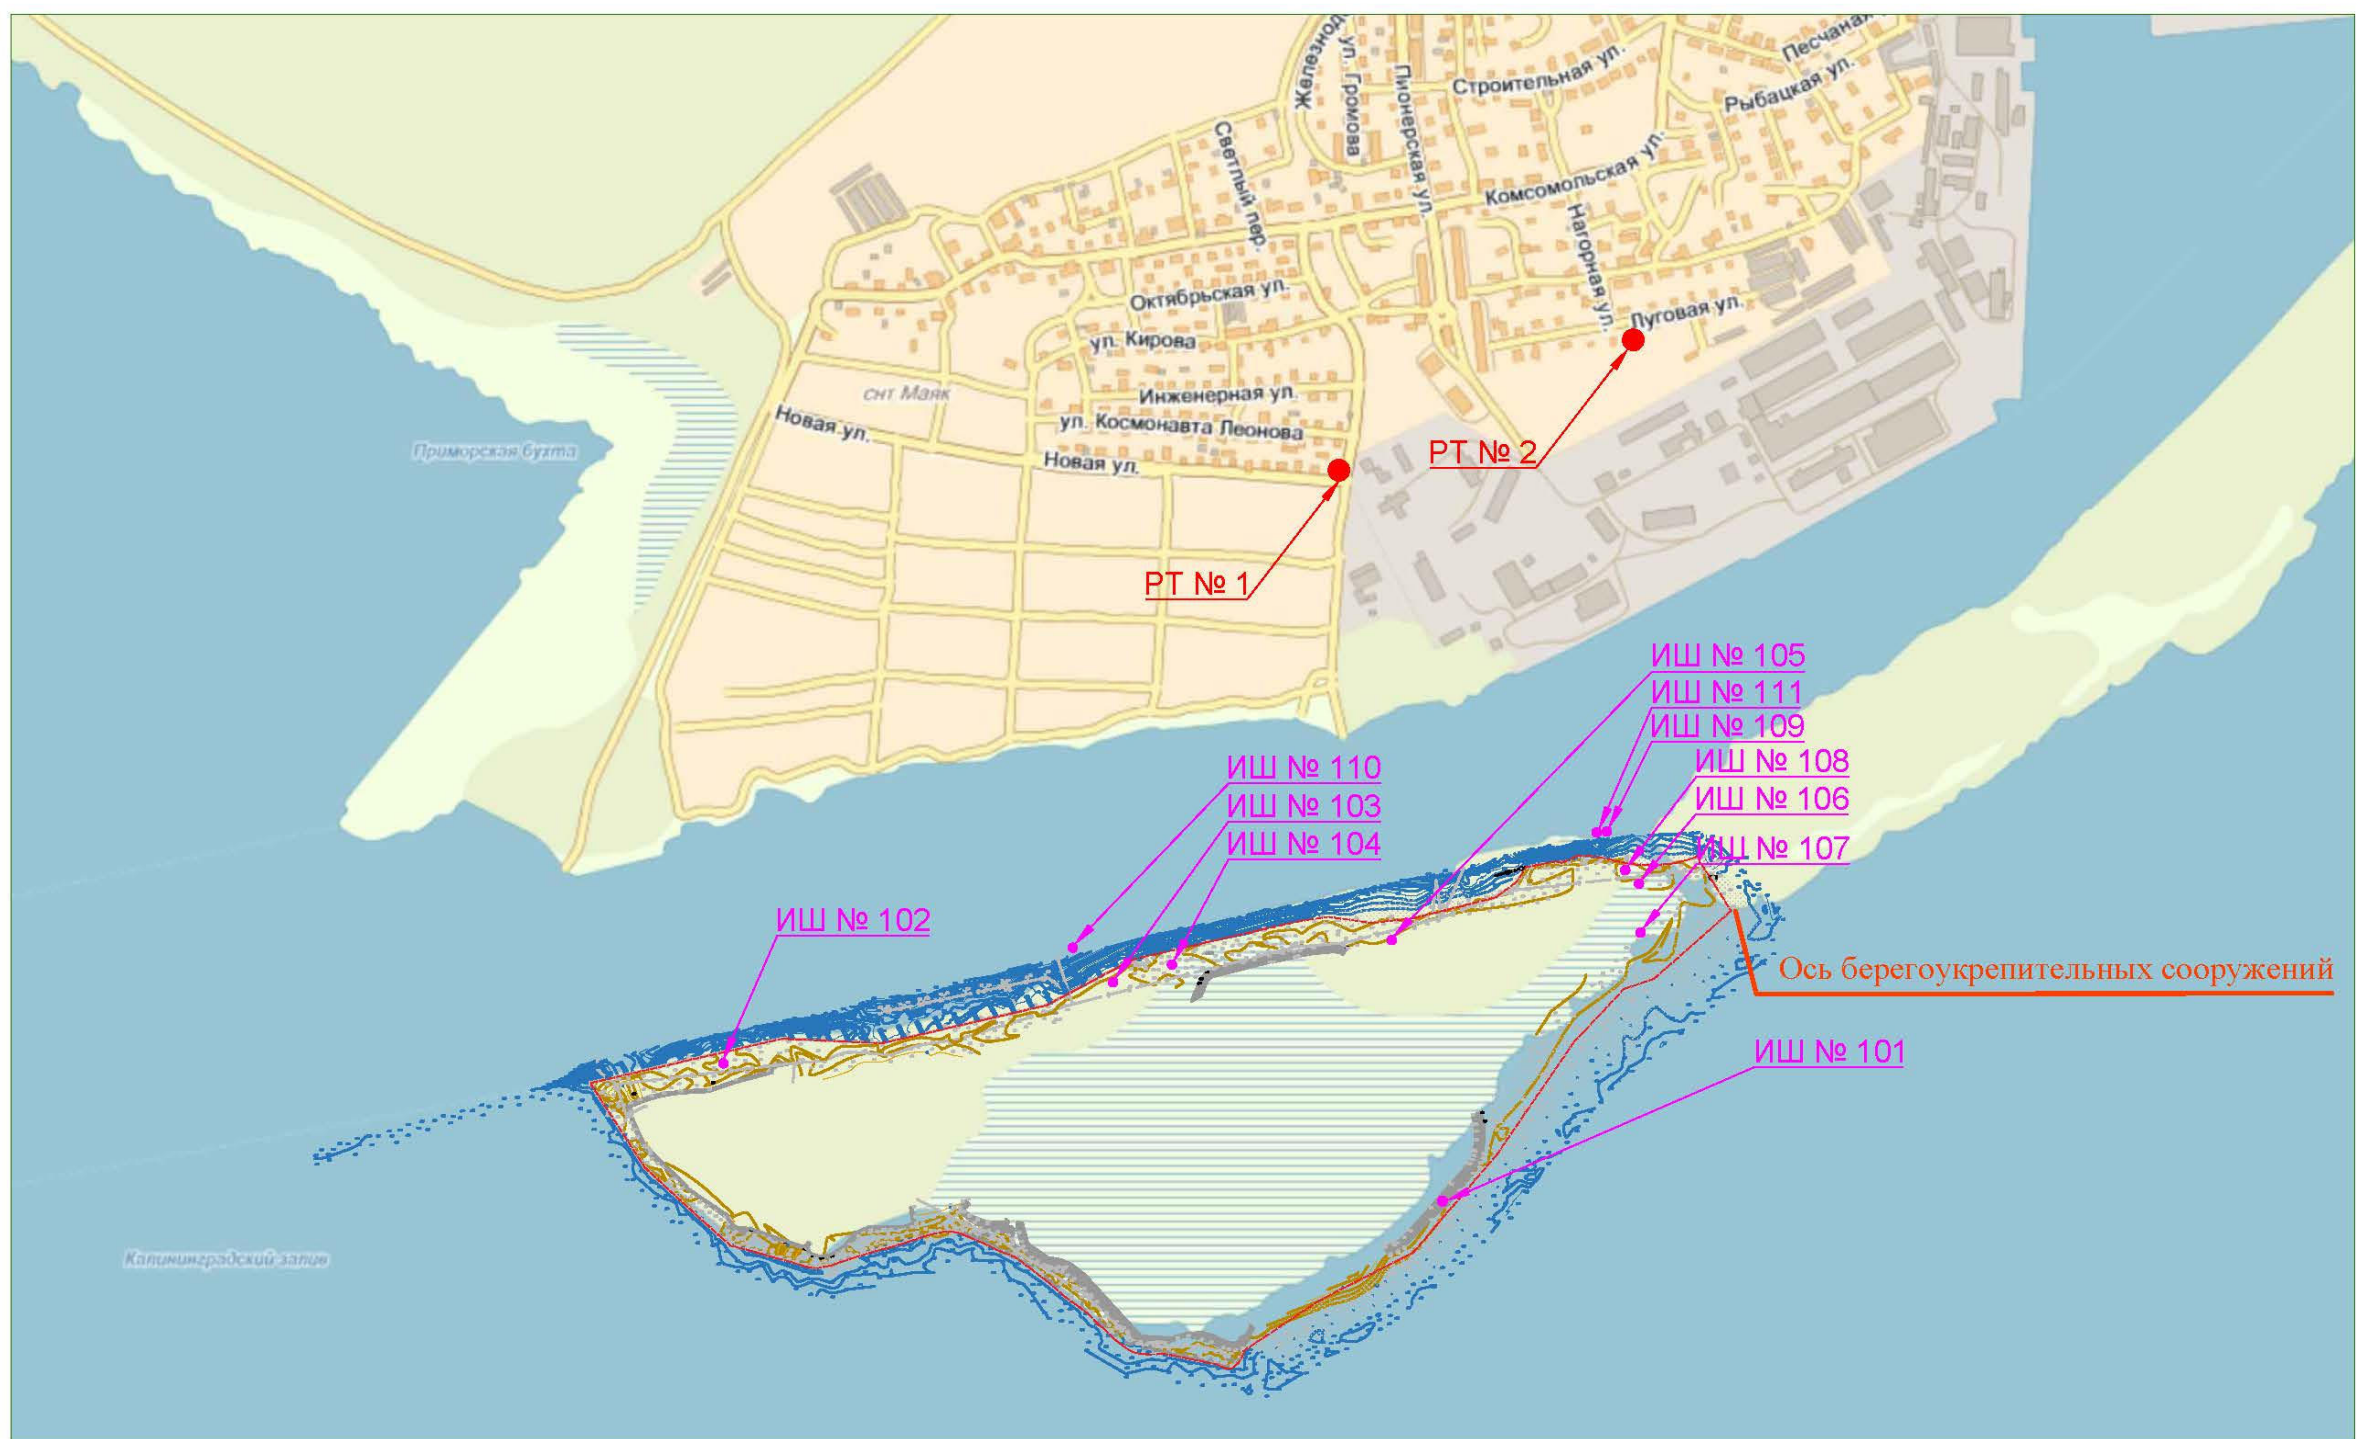 Железнод
ул. Громова
Пионерская ул.
Строительная ул.
Песчаная
Рыбацкая ул.
Светлый пер.
Комсомольская ул.
Нагорная ул.
Октябрьская ул.
Луговая ул.
ул. Кирова
снт Маяк
Инженерная ул.
Новая ул.
ул. Космонавта Леонова
Приморская бухта
Новая ул.
РТ № 2
РТ № 1
ИШ № 105
ИШ № 111
ИШ № 109
ИШ № 110
ИШ № 108
ИШ № 103
ИШ № 106
ИШ № 104
ИШ № 107
ИШ № 102
Ось берегоукрепительных сооружений
ИШ № 101
Калининградский залив